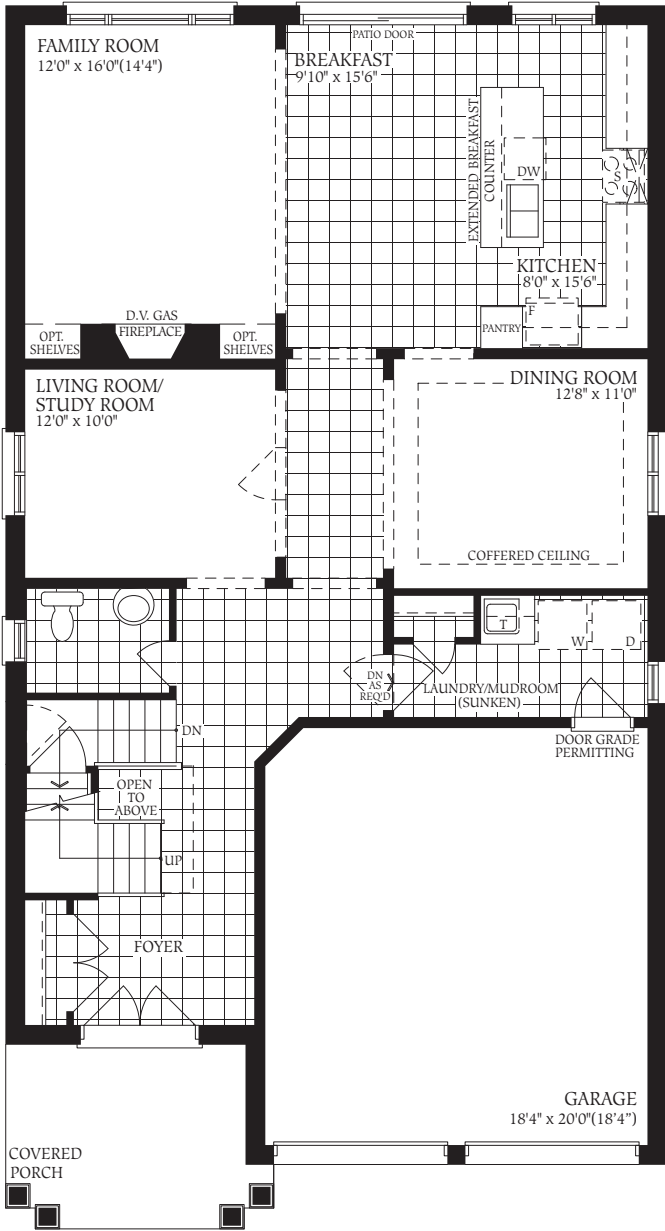 FAMILY ROOM
12'0" x 16'0"(14'4")
PATIO DOOR
BREAKFAST
9'10" x 15'6"
EXTENDED BREAKFAST
COUNTER
DW
S
KITCHEN
8'0" x 15'6"
F
PANTRY
D.V. GAS
FIREPLACE
OPT.
SHELVES
OPT.
SHELVES
LIVING ROOM/
STUDY ROOM
12'0" x 10'0"
DINING ROOM
12'8" x 11'0"
COFFERED CEILING
T
W
D
DN
AS
REQ'D
LAUNDRY/MUDROOM
(SUNKEN)
DN
DOOR GRADE
PERMITTING
OPEN
TO
ABOVE
UP
FOYER
GARAGE
18'4" x 20'0"(18'4")
COVERED
PORCH